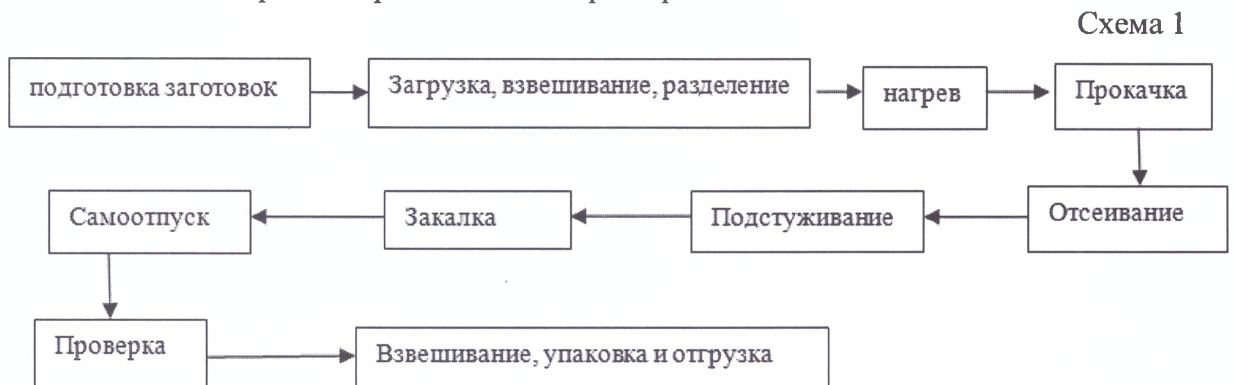 Схема 1
подготовка заготовок
Загрузка, взвешивание, разделение
нагрев
Прокачка
Отсеивание
Подстуживание
Закалка
Самоотпуск
Проверка
Взвешивание, упаковка и отгрузка